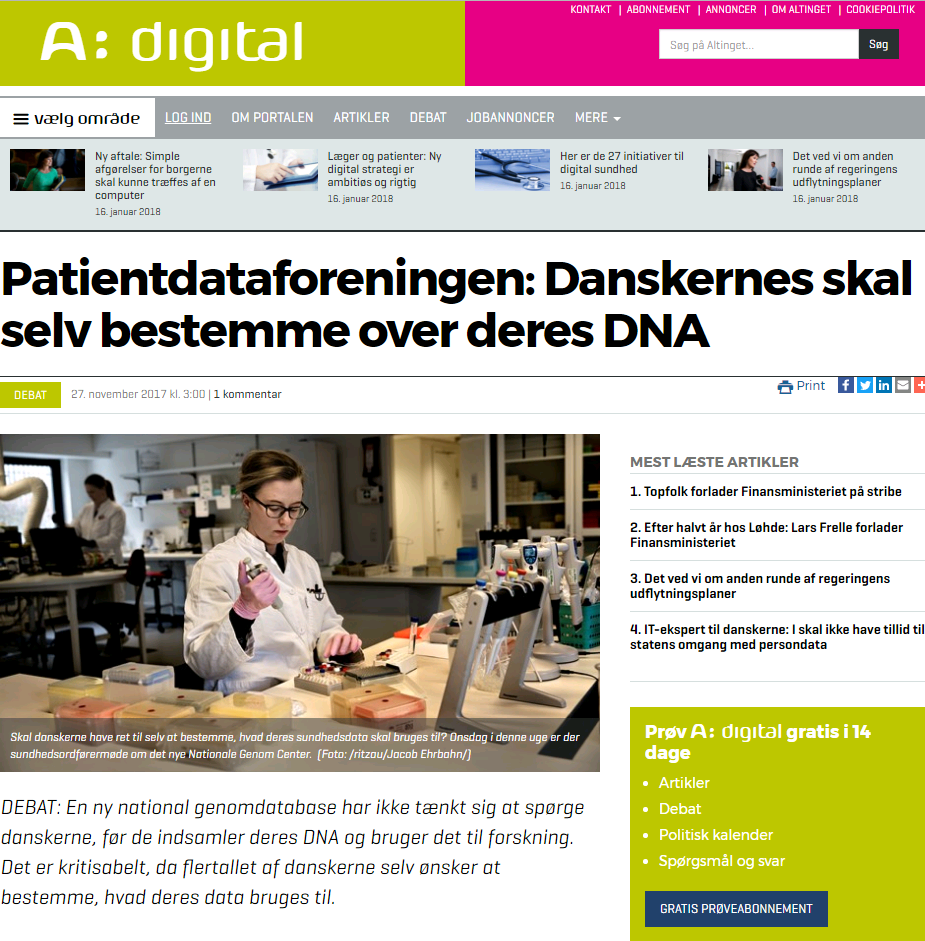 A: digital
KONTAKT | ABONNEMENT | ANNONCER | OM ALTINGET | COOKIEPOLITIK
Søg på Altinget...
Søg
vælg område
LOG IND
OM PORTALEN
ARTIKLER
DEBAT
JOBANNONCER
MERE
Ny aftale: Simple
afgørelser for borgerne
skal kunne træffes af en
computer
16. januar 2018
Læger og patienter: Ny
digital strategi er
ambitiøs og rigtig
16. januar 2018
Her er de 27 initiativer til
digital sundhed
16. januar 2018
Det ved vi om anden
runde af regeringens
udflytningsplaner
16. januar 2018
Patientdataforeningen: Danskernes skal
selv bestemme over deres DNA
DEBAT
27. november 2017 kl. 3:00 | 1 kommentar
Print
Skal danskerne have ret til selv at bestemme, hvad deres sundhedsdata skal bruges til? Onsdag i denne uge er der
sundhedsordførermøde om det nye Nationale Genom Center. (Foto: /ritzau/Jacob Ehrbahn/)
DEBAT: En ny national genomdatabase har ikke tænkt sig at spørge
danskerne, før de indsamler deres DNA og bruger det til forskning.
Det er kritisabelt, da flertallet af danskerne selv ønsker at
bestemme, hvad deres data bruges til.
MEST LÆSTE ARTIKLER
1. Topfolk forlader Finansministeriet på stribe
2. Efter halvt år hos Løhde: Lars Frelle forlader
Finansministeriet
3. Det ved vi om anden runde af regeringens
udflytningsplaner
4. IT-ekspert til danskerne: I skal ikke have tillid til
statens omgang med persondata
Prøv A: digital gratis i 14
dage
• Artikler
• Debat
• Politisk kalender
• Spørgsmål og svar
GRATIS PRØVEABONNEMENT